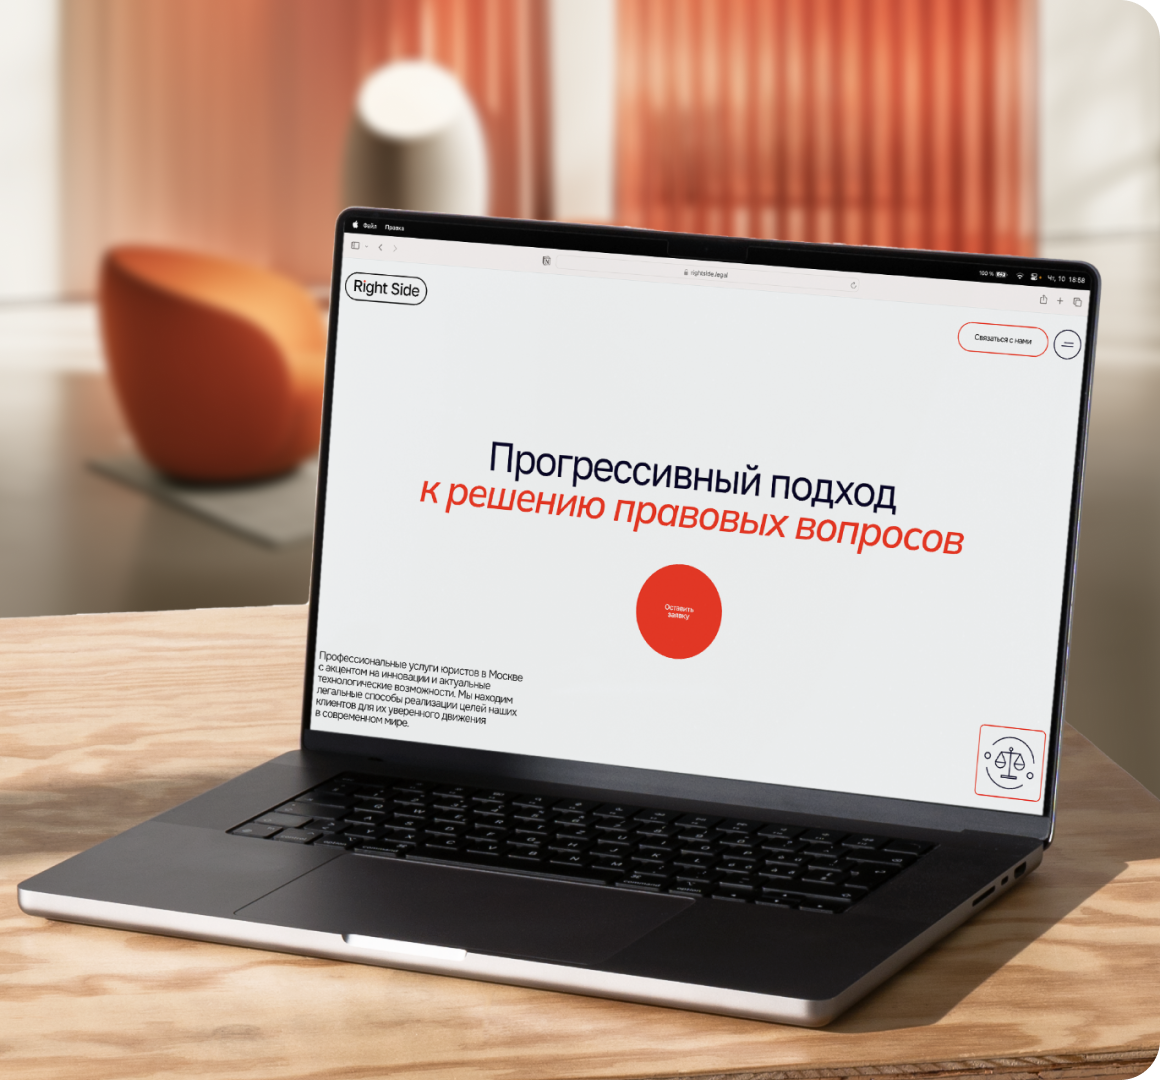 Файл Правка
100 %
Чт, 10 18:58
rightside.legal
Right Side
Связаться с нами
Прогрессивный подход
к решению правовых вопросов
Оставить
заявку
Профессиональные услуги юристов в Москве
с акцентом на инновации и актуальные
технологические возможности. Мы находим
легальные способы реализации целей наших
клиентов для их уверенного движения
в современном мире.